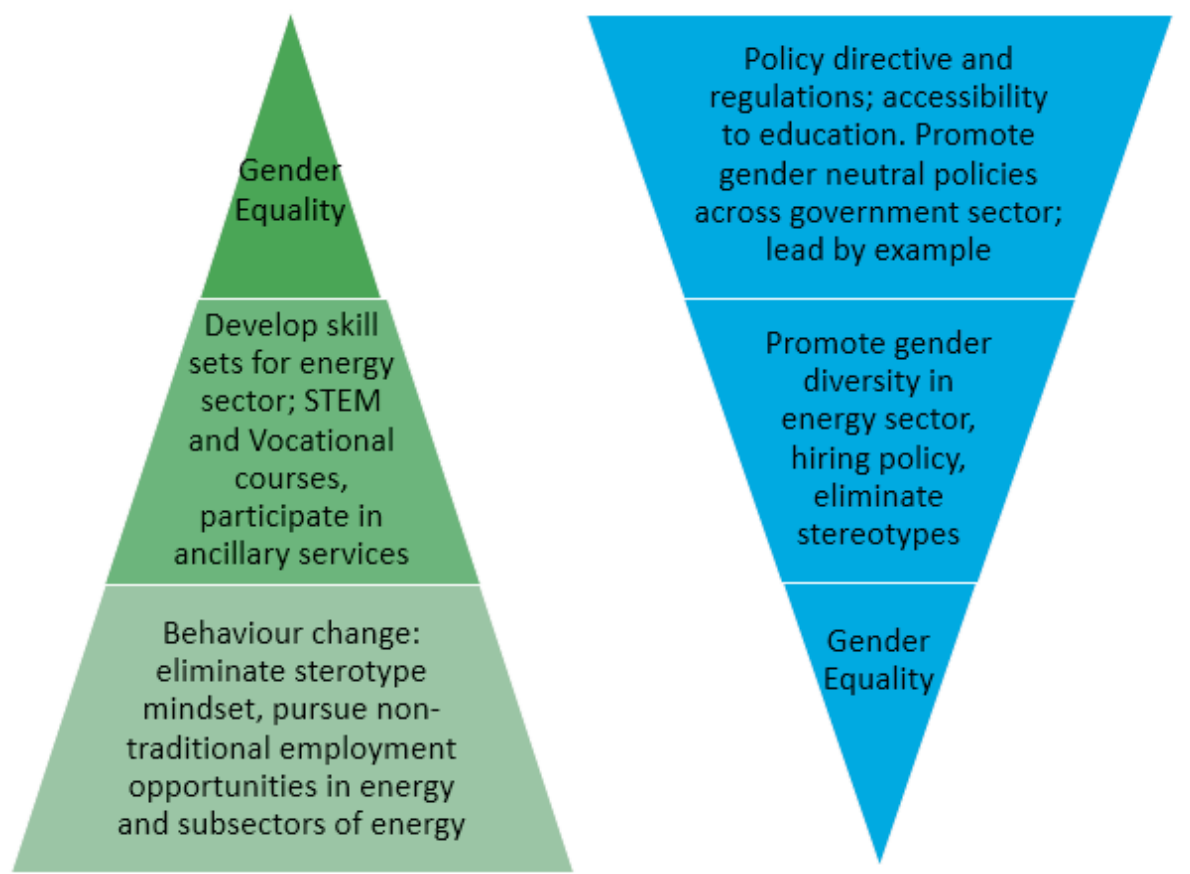 Gender
Equality
Develop skill
sets for energy
sector; STEM
and Vocational
courses,
participate in
ancillary services
Behaviour change:
eliminate sterotype
mindset, pursue non-
traditional employment
opportunities in energy
and subsectors of energy
Policy directive and
regulations; accessibility
to education. Promote
gender neutral policies
across government sector;
lead by example
Promote gender
diversity in
energy sector,
hiring policy,
eliminate
stereotypes
Gender
Equality